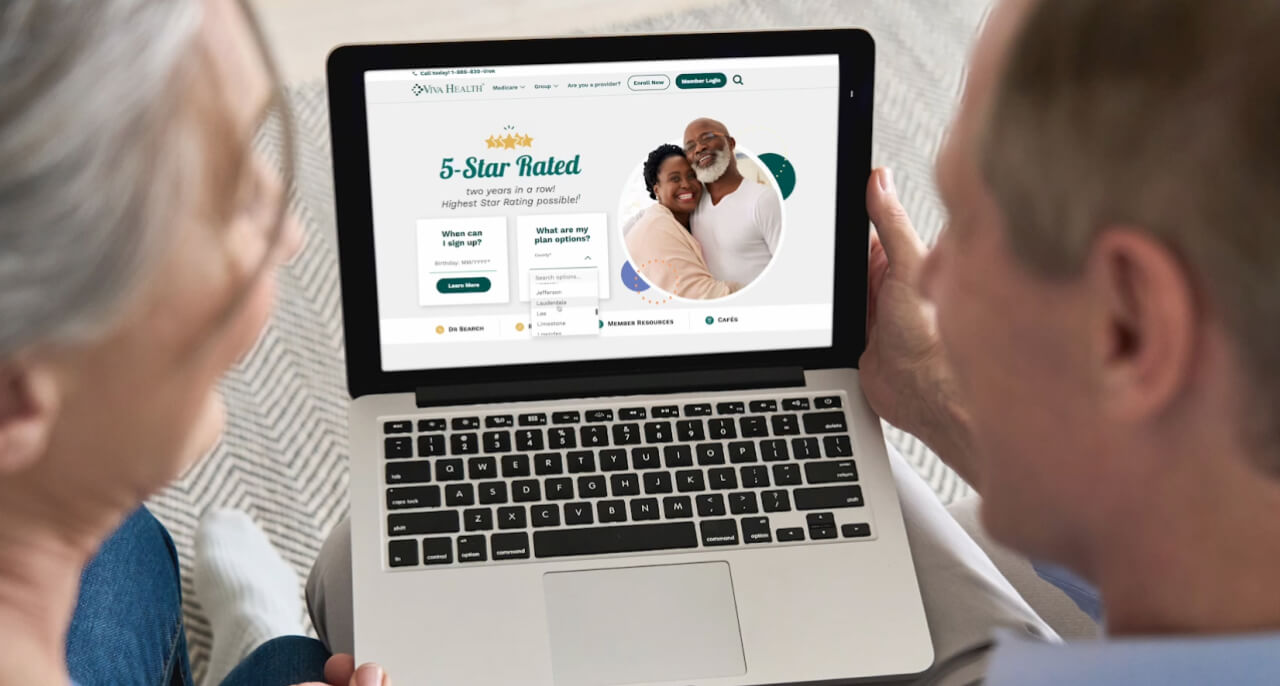 Call today! 1-888-830-
VIVA HEALTH
Medicare
Group
Are you a provider?
Enroll Now
Member Login
5-Star Rated
two years in a row!
Highest Star Rating possible!†
When can
I sign up?
Birthday: MM/YYYY*
Learn More
What are my
plan options?
County*
Search options...
Jefferson
Lauderdale
Lee
Limestone
Lowndes
DR SEARCH
MEMBER RESOURCES
CAFÉS
esc
delete
tab
Q W E R T Y U I O P
caps lock
A S D F G H J K L
enter
return
shift
Z X C V B N M
shift
fn
control
option
command
command
option